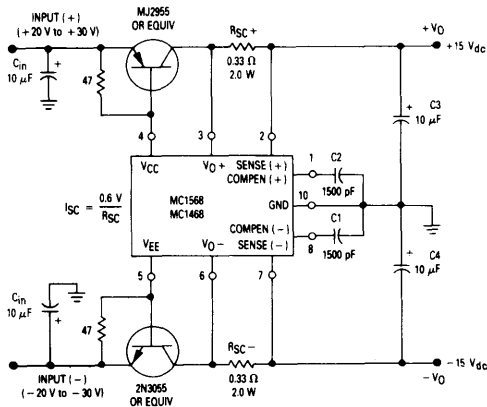 MJ2955
OR EQUIV
INPUT (+)
(+20 V to +30 V)
RSC+
0.33 Ω
2.0 W
+VO
+15 Vdc
Cin
10 μF
+
47
4
3
2
+
C3
10 μF
VCC
VO+
SENSE (+)
COMPEN (+)
1
C2
1500 pF
ISC = 0.6 V / RSC
MC1568
MC1468
GND
10
COMPEN (−)
SENSE (−)
8
C1
1500 pF
VEE
VO−
5
6
7
+
C4
10 μF
Cin
10 μF
+
47
RSC−
0.33 Ω
2.0 W
−15 Vdc
−VO
INPUT (−)
(−20 V to −30 V)
2N3055
OR EQUIV